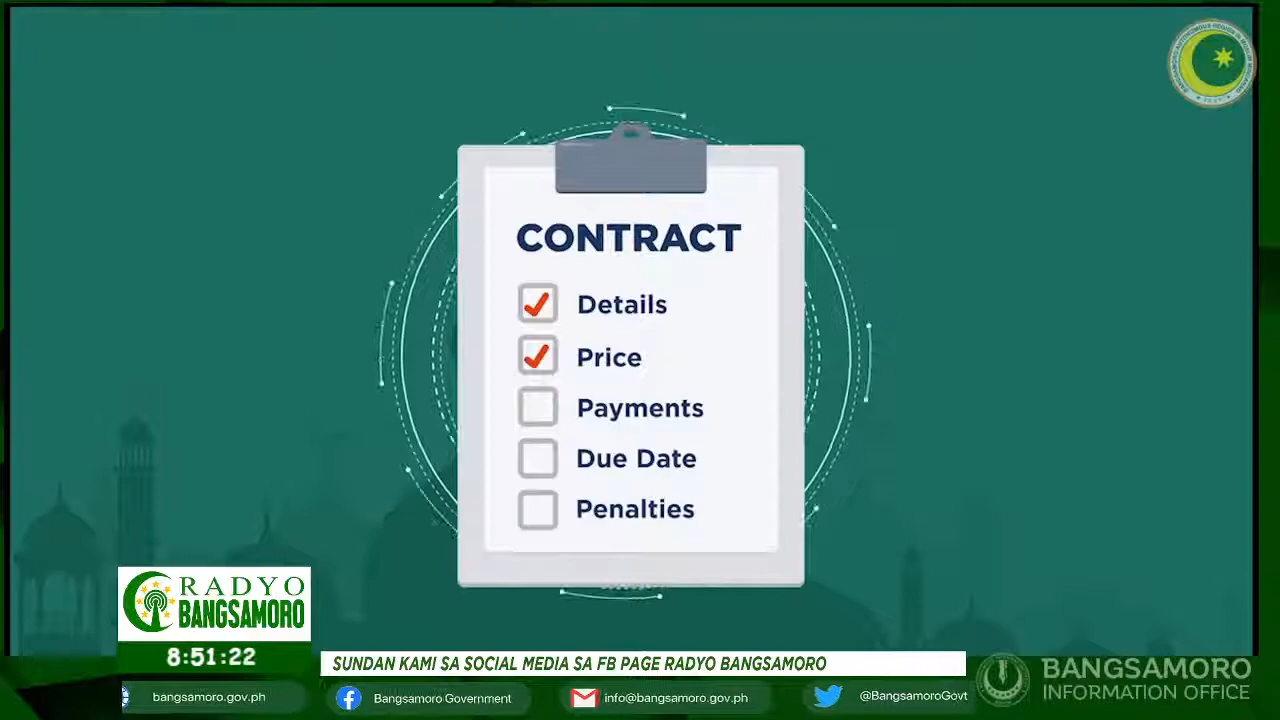 CONTRACT
Details
Price
Payments
Due Date
Penalties
RADYO
BANGSAMORO
8:51:22
SUNDAN KAMI SA SOCIAL MEDIA SA FB PAGE RADYO BANGSAMORO
bangsamoro.gov.ph
Bangsamoro Government
info@bangsamoro.gov.ph
@BangsamoroGovt
BANGSAMORO
INFORMATION OFFICE